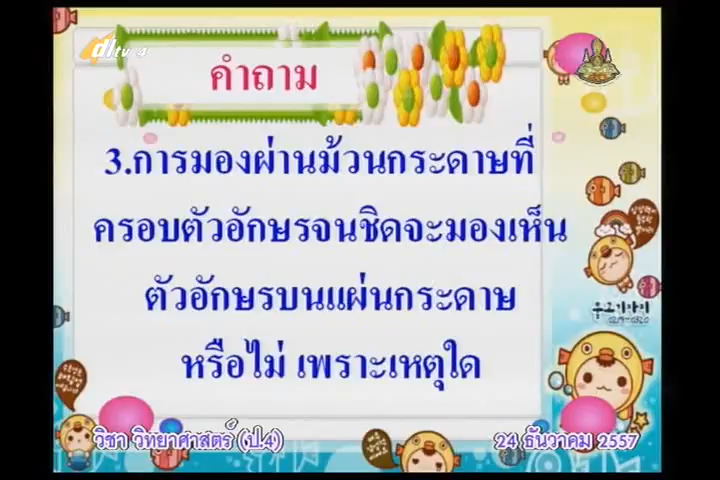 dltv 4
คำถาม
3.การมองผ่านม้วนกระดาษที่
ครอบตัวอักษรจนชิดจะมองเห็น
ตัวอักษรบนแผ่นกระดาษ
หรือไม่ เพราะเหตุใด
วิชา วิทยาศาสตร์ (ป.4)
24 ธันวาคม 2557